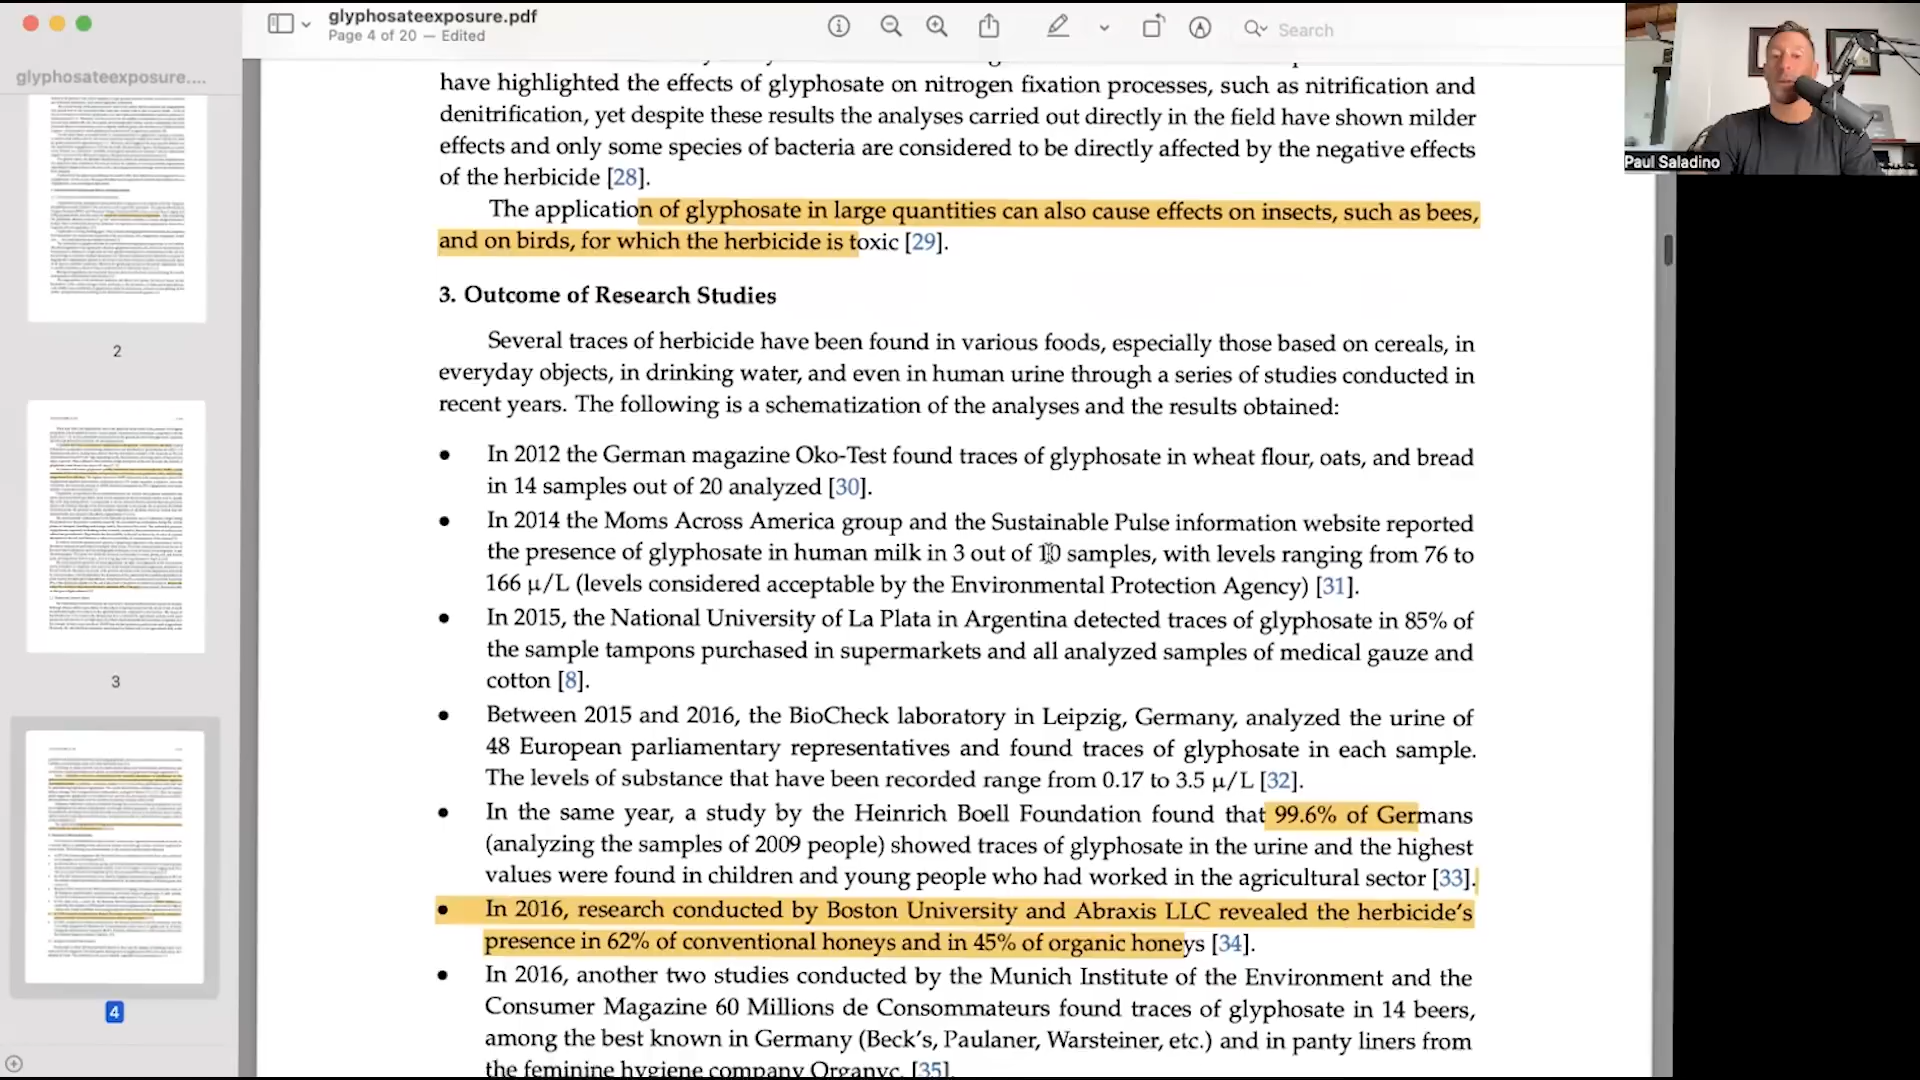 glyphosateexposure.pdf
Page 4 of 20 — Edited
Search
glyphosateexposure....
2
3
4
Paul Saladino
have highlighted the effects of glyphosate on nitrogen fixation processes, such as nitrification and
denitrification, yet despite these results the analyses carried out directly in the field have shown milder
effects and only some species of bacteria are considered to be directly affected by the negative effects
of the herbicide [28].
The application of glyphosate in large quantities can also cause effects on insects, such as bees,
and on birds, for which the herbicide is toxic [29].
3. Outcome of Research Studies
Several traces of herbicide have been found in various foods, especially those based on cereals, in
everyday objects, in drinking water, and even in human urine through a series of studies conducted in
recent years. The following is a schematization of the analyses and the results obtained:
• In 2012 the German magazine Oko-Test found traces of glyphosate in wheat flour, oats, and bread
in 14 samples out of 20 analyzed [30].
• In 2014 the Moms Across America group and the Sustainable Pulse information website reported
the presence of glyphosate in human milk in 3 out of 10 samples, with levels ranging from 76 to
166 µ/L (levels considered acceptable by the Environmental Protection Agency) [31].
• In 2015, the National University of La Plata in Argentina detected traces of glyphosate in 85% of
the sample tampons purchased in supermarkets and all analyzed samples of medical gauze and
cotton [8].
• Between 2015 and 2016, the BioCheck laboratory in Leipzig, Germany, analyzed the urine of
48 European parliamentary representatives and found traces of glyphosate in each sample.
The levels of substance that have been recorded range from 0.17 to 3.5 µ/L [32].
• In the same year, a study by the Heinrich Boell Foundation found that 99.6% of Germans
(analyzing the samples of 2009 people) showed traces of glyphosate in the urine and the highest
values were found in children and young people who had worked in the agricultural sector [33].
• In 2016, research conducted by Boston University and Abraxis LLC revealed the herbicide's
presence in 62% of conventional honeys and in 45% of organic honeys [34].
• In 2016, another two studies conducted by the Munich Institute of the Environment and the
Consumer Magazine 60 Millions de Consommateurs found traces of glyphosate in 14 beers,
among the best known in Germany (Beck's, Paulaner, Warsteiner, etc.) and in panty liners from
the feminine hygiene company Organyc. [35].